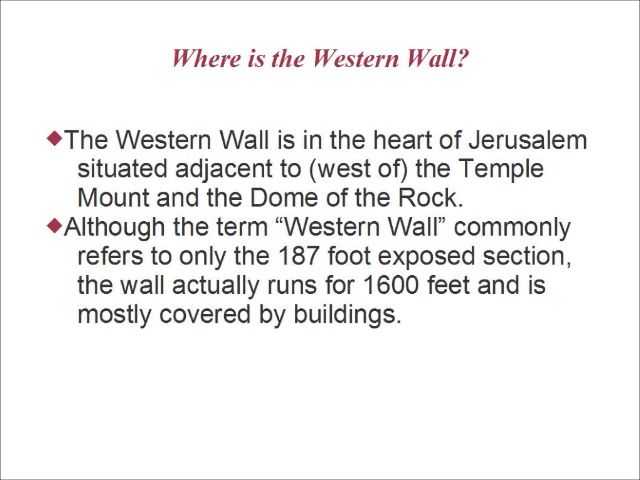 Where is the Western Wall?
◆The Western Wall is in the heart of Jerusalem
situated adjacent to (west of) the Temple
Mount and the Dome of the Rock.
◆Although the term “Western Wall” commonly
refers to only the 187 foot exposed section,
the wall actually runs for 1600 feet and is
mostly covered by buildings.